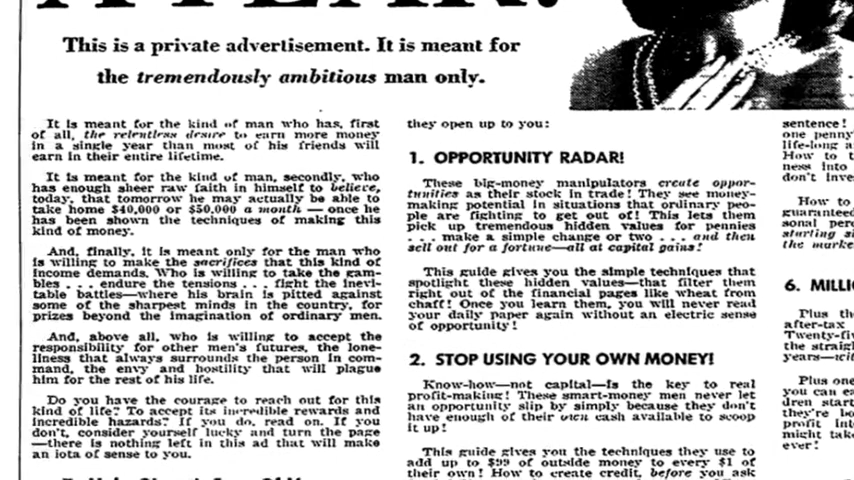 A YEAR!
This is a private advertisement. It is meant for
the tremendously ambitious man only.
It is meant for the kind of man who has, first
of all, the relentless desire to earn more money
in a single year than most of his friends will
earn in their entire lifetime.
It is meant for the kind of man, secondly, who
has enough sheer raw faith in himself to believe,
today, that tomorrow he may actually be able to
take home $40,000 or $50,000 a month — once he
has been shown the techniques of making this
kind of money.
And, finally, it is meant only for the man who
is willing to make the sacrifices that this kind of
income demands. Who is willing to take the gam-
bles . . . endure the tensions . . . fight the inevi-
table battles—where his brain is pitted against
some of the sharpest minds in the country, for
prizes beyond the imagination of ordinary men.
And, above all, who is willing to accept the
responsibility for other men's futures, the lone-
liness that always surrounds the person in com-
mand, the envy and hostility that will plague
him for the rest of his life.
Do you have the courage to reach out for this
kind of life? To accept its incredible rewards and
incredible hazards? If you do, read on. If you
don't, consider yourself lucky and turn the page
—there is nothing left in this ad that will make
an iota of sense to you.
they open up to you:
1. OPPORTUNITY RADAR!
These big-money manipulators create oppor-
tunities as their stock in trade! They see money-
making potential in situations that ordinary peo-
ple are fighting to get out of! This lets them
pick up tremendous hidden values for pennies
. . . make a simple change or two . . . and then
sell out for a fortune—all at capital gains!
This guide gives you the simple techniques that
spotlight these hidden values—that filter them
right out of the financial pages like wheat from
chaff! Once you learn them, you will never read
your daily paper again without an electric sense
of opportunity!
2. STOP USING YOUR OWN MONEY!
Know-how—not capital—is the key to real
profit-making! These smart-money men never let
an opportunity slip by simply because they don't
have enough of their own cash available to scoop
it up!
This guide gives you the techniques they use to
add up to $99 of outside money to every $1 of
their own! How to create credit, before you ask
sentence!
one penny
life-long a
How to t
ness into
don't inve
How to
guaranteed
sonal per
starting si
the marke
6. MILLI
Plus th
after-tax
Twenty-fi
the straigh
years—wit
Plus one
you can ea
dren start
they're bo
profit int
might take
ever!